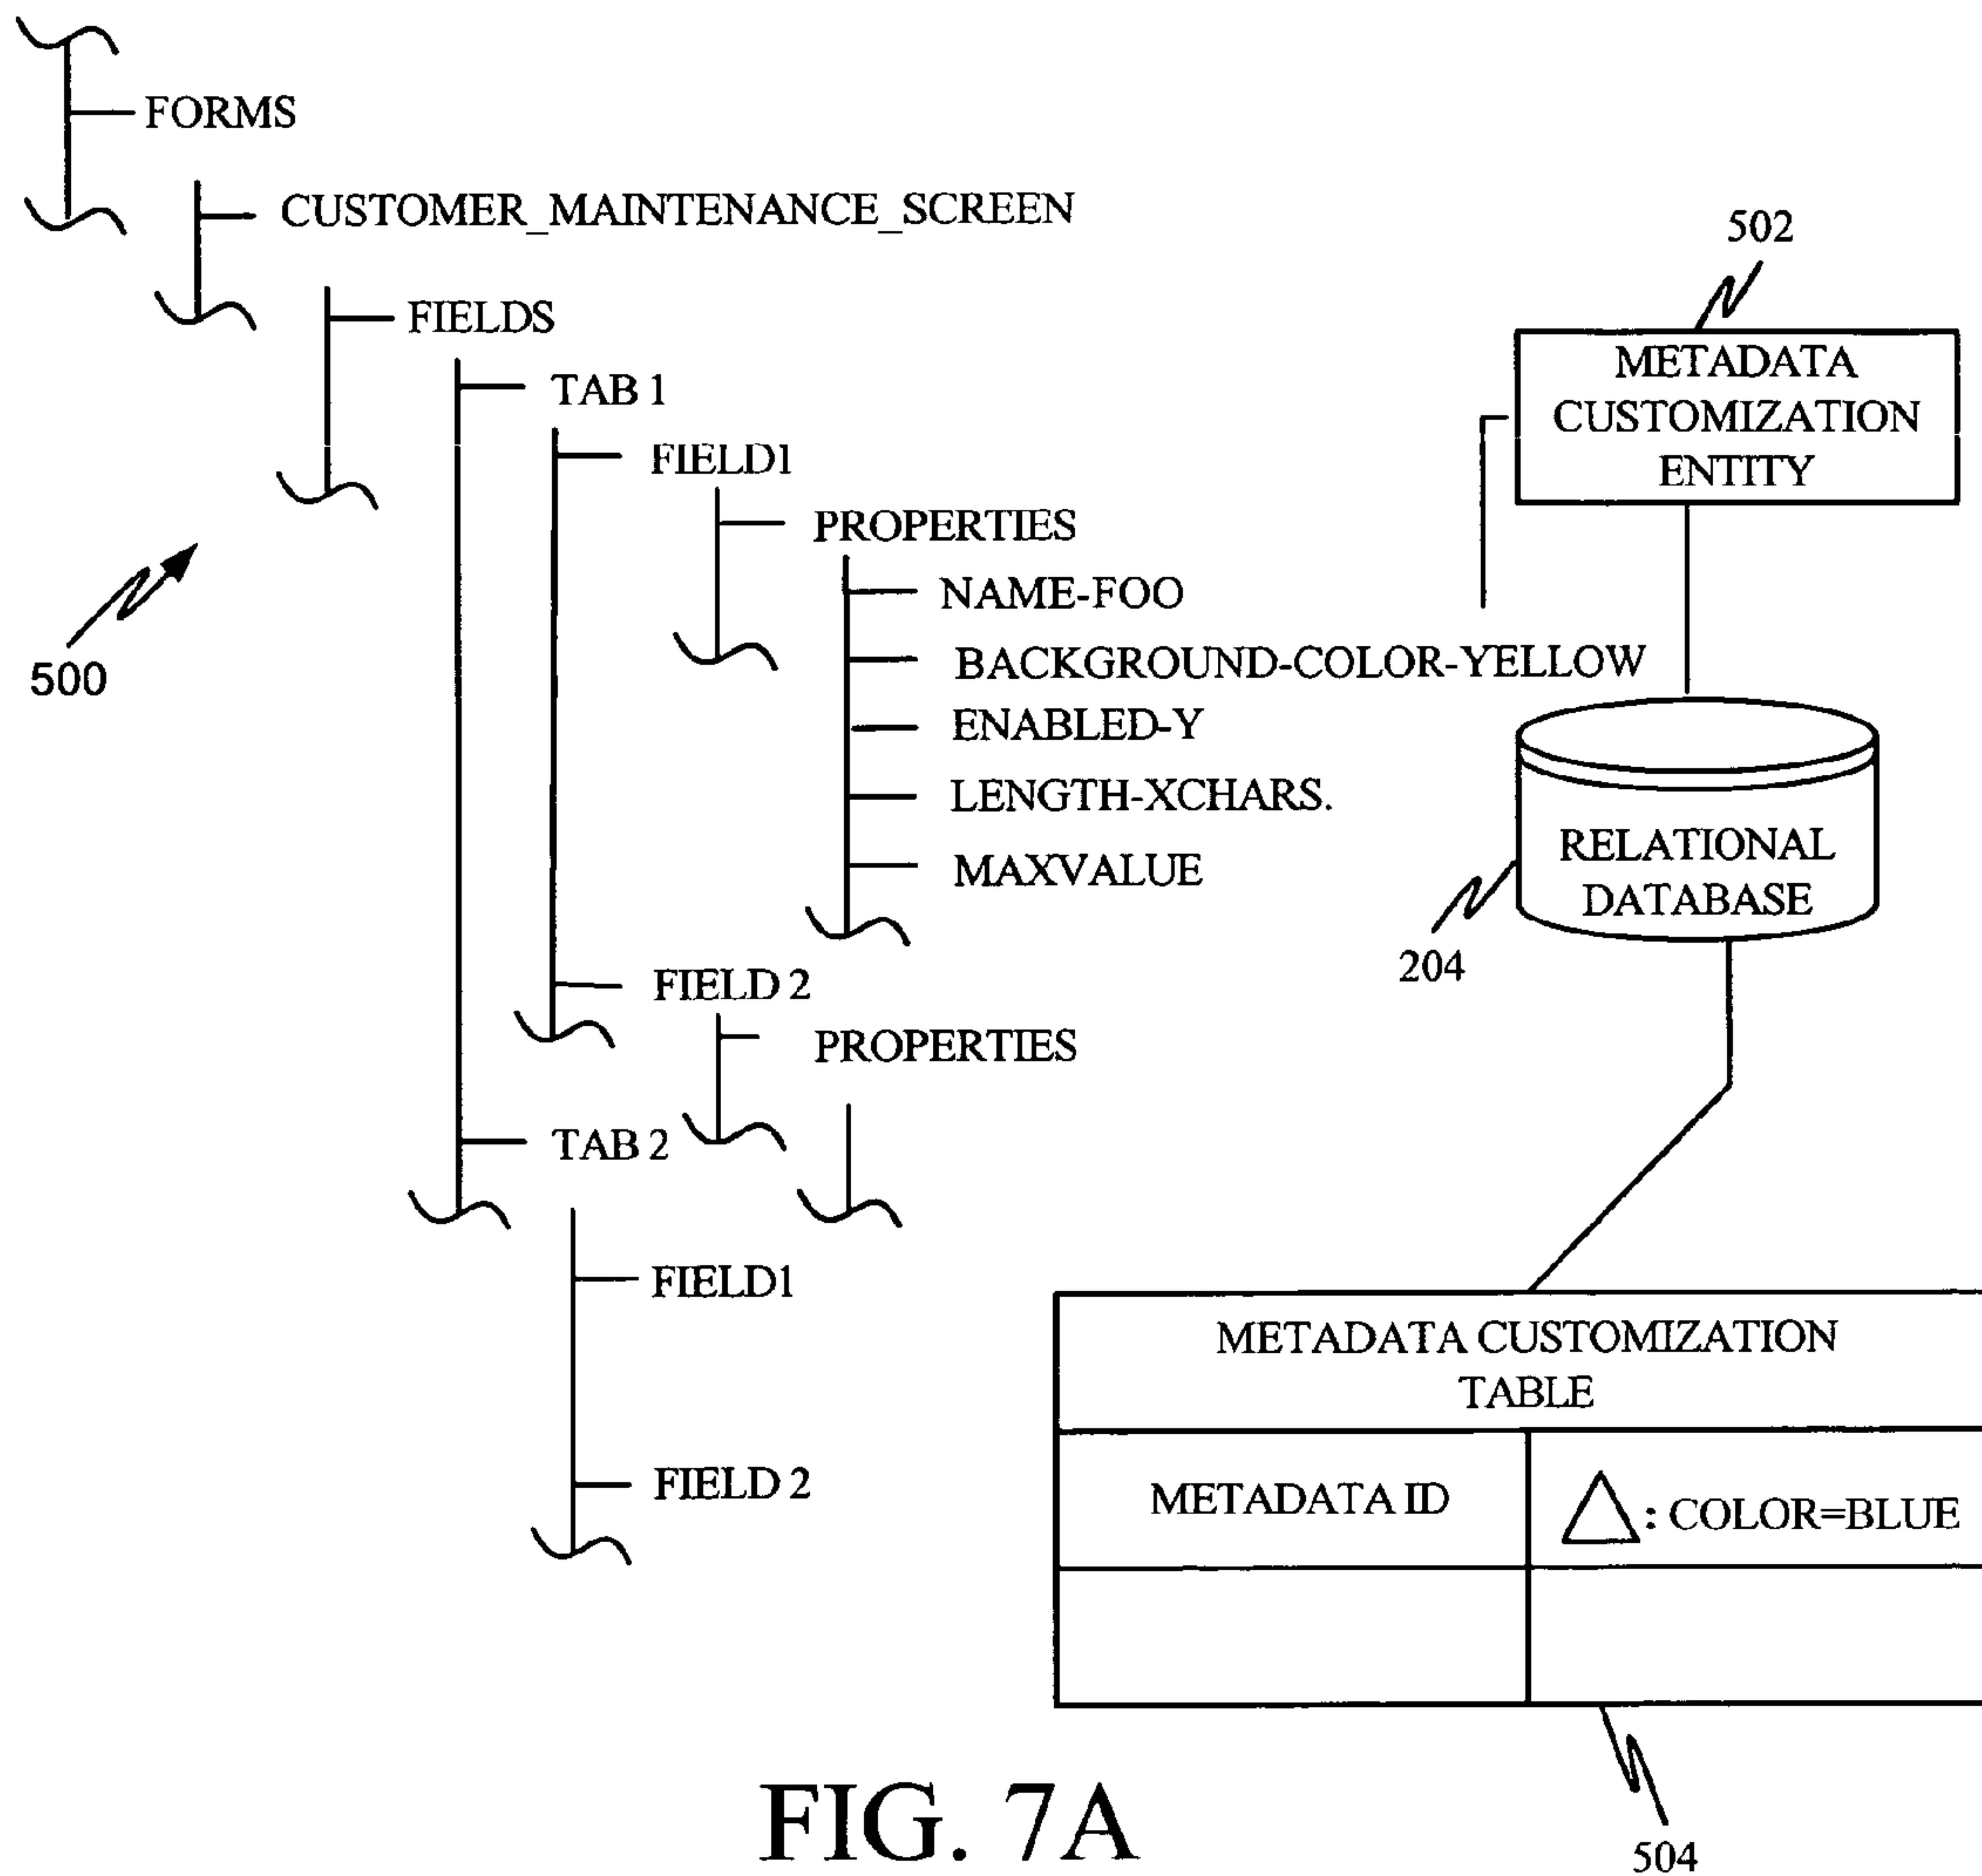 FORMS
CUSTOMER_MAINTENANCE_SCREEN
FIELDS
TAB 1
FIELD1
PROPERTIES
NAME-FOO
BACKGROUND-COLOR-YELLOW
ENABLED-Y
LENGTH-XCHARS.
MAXVALUE
FIELD 2
PROPERTIES
TAB 2
FIELD1
FIELD 2
500
502
METADATA
CUSTOMIZATION
ENTITY
RELATIONAL
DATABASE
204
METADATA CUSTOMIZATION
TABLE
METADATA ID
△: COLOR=BLUE
504
FIG. 7A